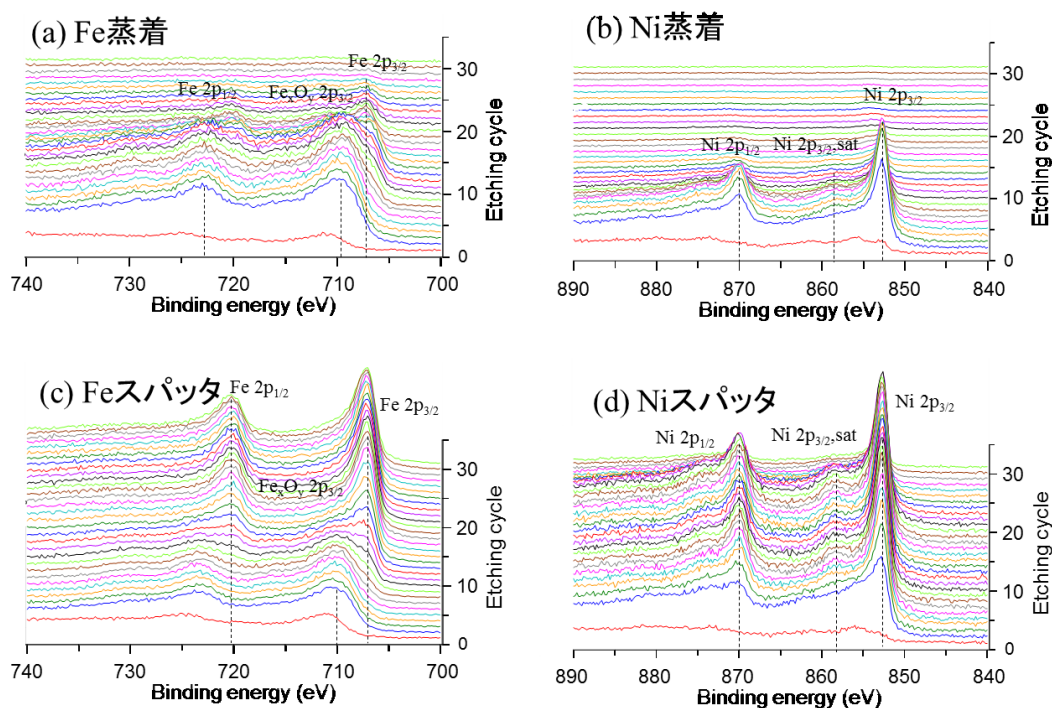 (a) Fe蒸着
Fe 2p3/2
Fe 2p1/2
FexOy 2p3/2
30
20
10
0
Etching cycle
740
730
720
710
700
Binding energy (eV)
(b) Ni蒸着
Ni 2p3/2
Ni 2p1/2
Ni 2p3/2,sat
30
20
10
0
Etching cycle
890
880
870
860
850
840
Binding energy (eV)
(c) Feスパッタ
Fe 2p1/2
Fe 2p3/2
FexOy 2p3/2
30
20
10
0
Etching cycle
740
730
720
710
700
Binding energy (eV)
(d) Niスパッタ
Ni 2p3/2
Ni 2p1/2
Ni 2p3/2,sat
30
20
10
0
Etching cycle
890
880
870
860
850
840
Binding energy (eV)